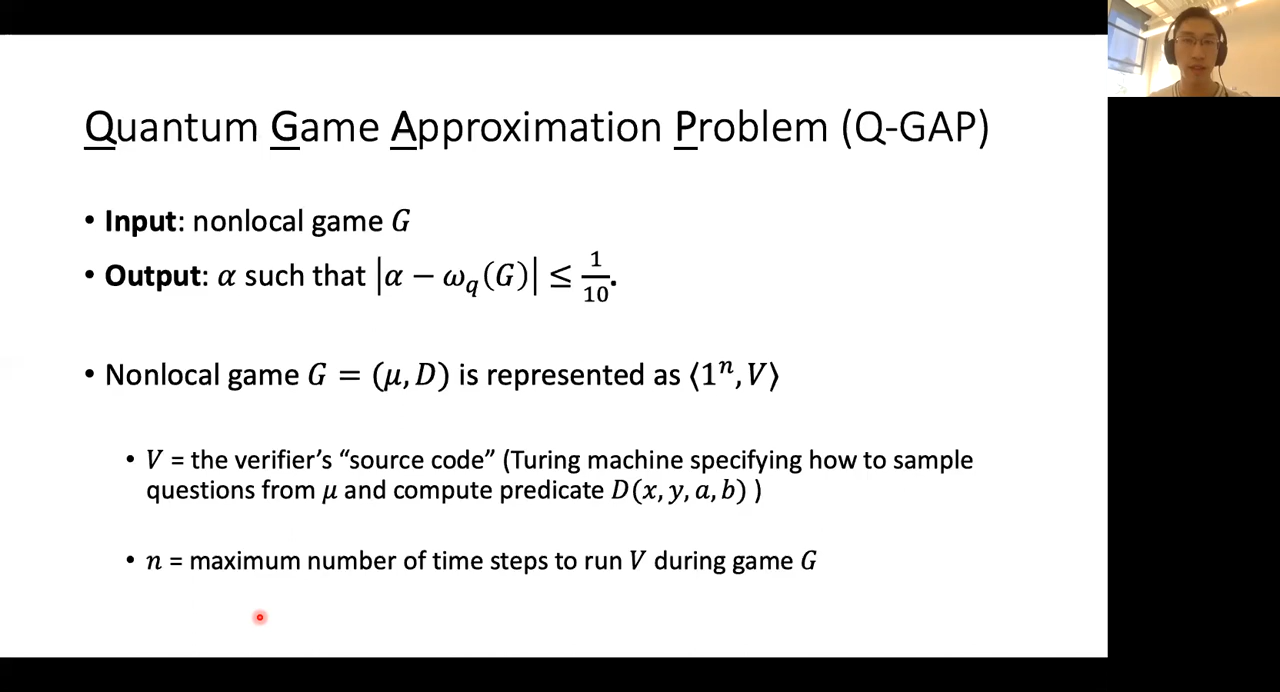 Quantum Game Approximation Problem (Q-GAP)
• Input: nonlocal game G
• Output: α such that |α − ω_q(G)| ≤ 1/10.
• Nonlocal game G = (μ, D) is represented as ⟨1ⁿ, V⟩
• V = the verifier’s “source code” (Turing machine specifying how to sample
questions from μ and compute predicate D(x, y, a, b) )
• n = maximum number of time steps to run V during game G